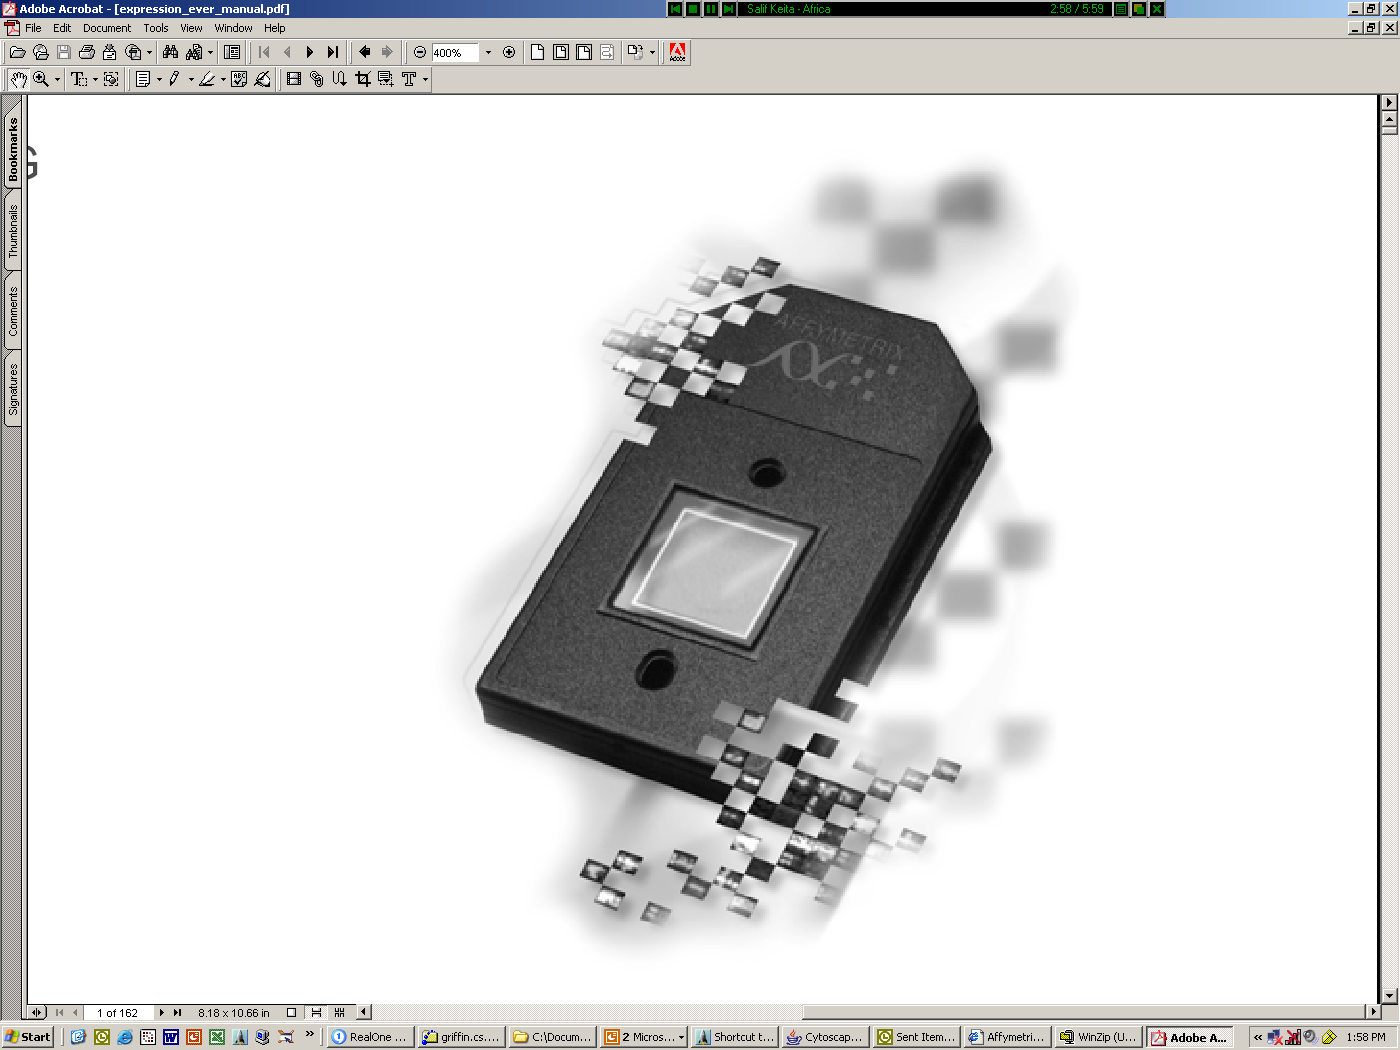 Adobe Acrobat - [expression_ever_manual.pdf]
Salif Keita - Africa
2:58 / 5:59
File Edit Document Tools View Window Help
400%
Adobe
Bookmarks
Thumbnails
Comments
Signatures
G
AFFYMETRIX
1 of 162
8.18 x 10.66 in
Start
RealOne ...
griffin.cs....
C:\Docum...
2 Micros...
Shortcut t...
Cytoscap...
Sent Item...
Affymetri...
WinZip (U...
Adobe A...
1:58 PM